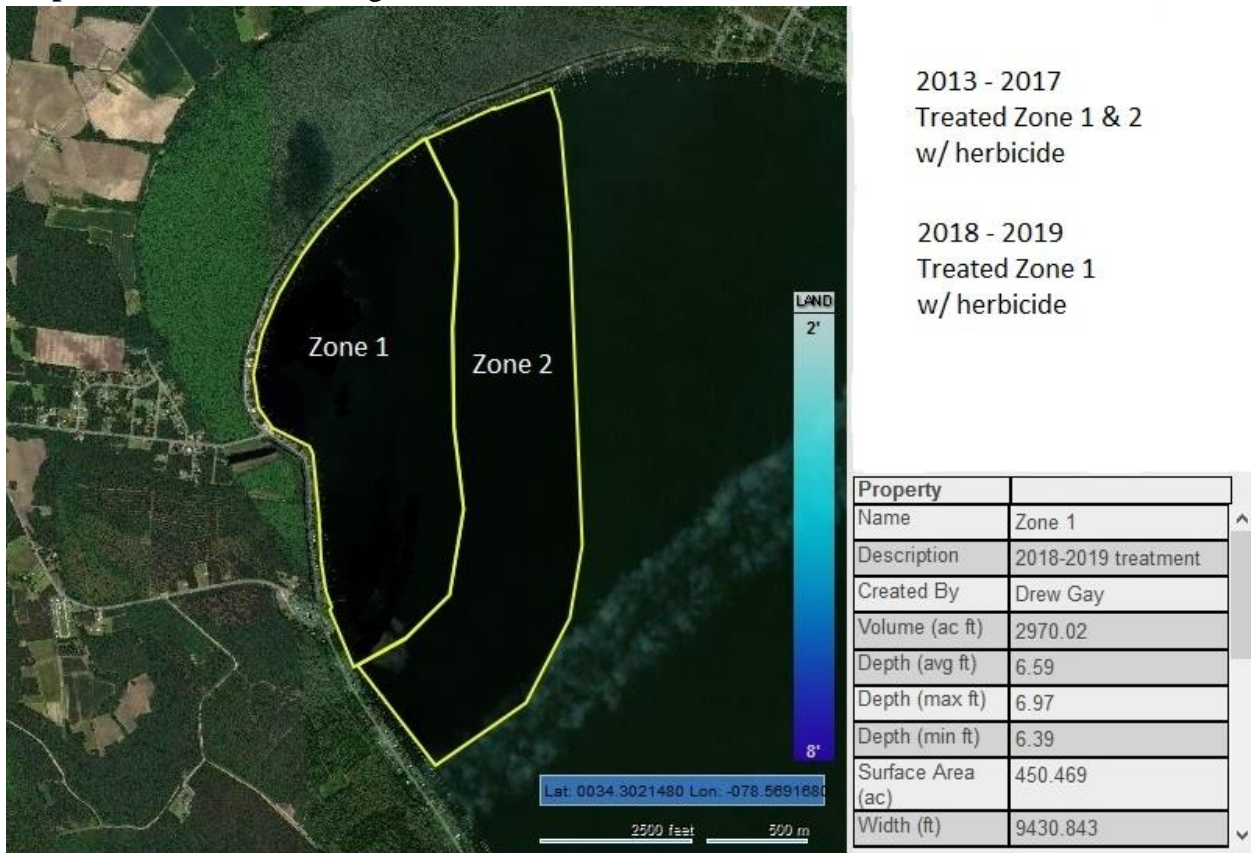 2013 - 2017
Treated Zone 1 & 2
w/ herbicide
2018 - 2019
Treated Zone 1
w/ herbicide
Zone 1
Zone 2
LAND
2'
8'
Lat: 0034.3021480 Lon: -078.5691680
2500 feet
500 m
Property
Name Zone 1
Description 2018-2019 treatment
Created By Drew Gay
Volume (ac ft) 2970.02
Depth (avg ft) 6.59
Depth (max ft) 6.97
Depth (min ft) 6.39
Surface Area
(ac) 450.469
Width (ft) 9430.843